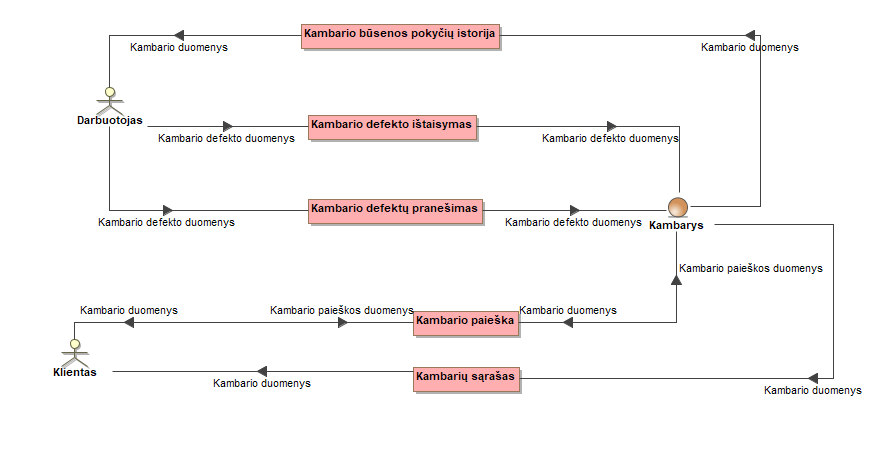 Kambario būsenos pokyčių istorija
Kambario duomenys
Kambario duomenys
Darbuotojas
Kambario defekto ištaisymas
Kambario defekto duomenys
Kambario defekto duomenys
Kambario defektų pranešimas
Kambario defekto duomenys
Kambario defekto duomenys
Kambarys
Kambario paieškos duomenys
Kambario duomenys
Kambario paieškos duomenys
Kambario paieška
Kambario duomenys
Klientas
Kambarių sąrašas
Kambario duomenys
Kambario duomenys